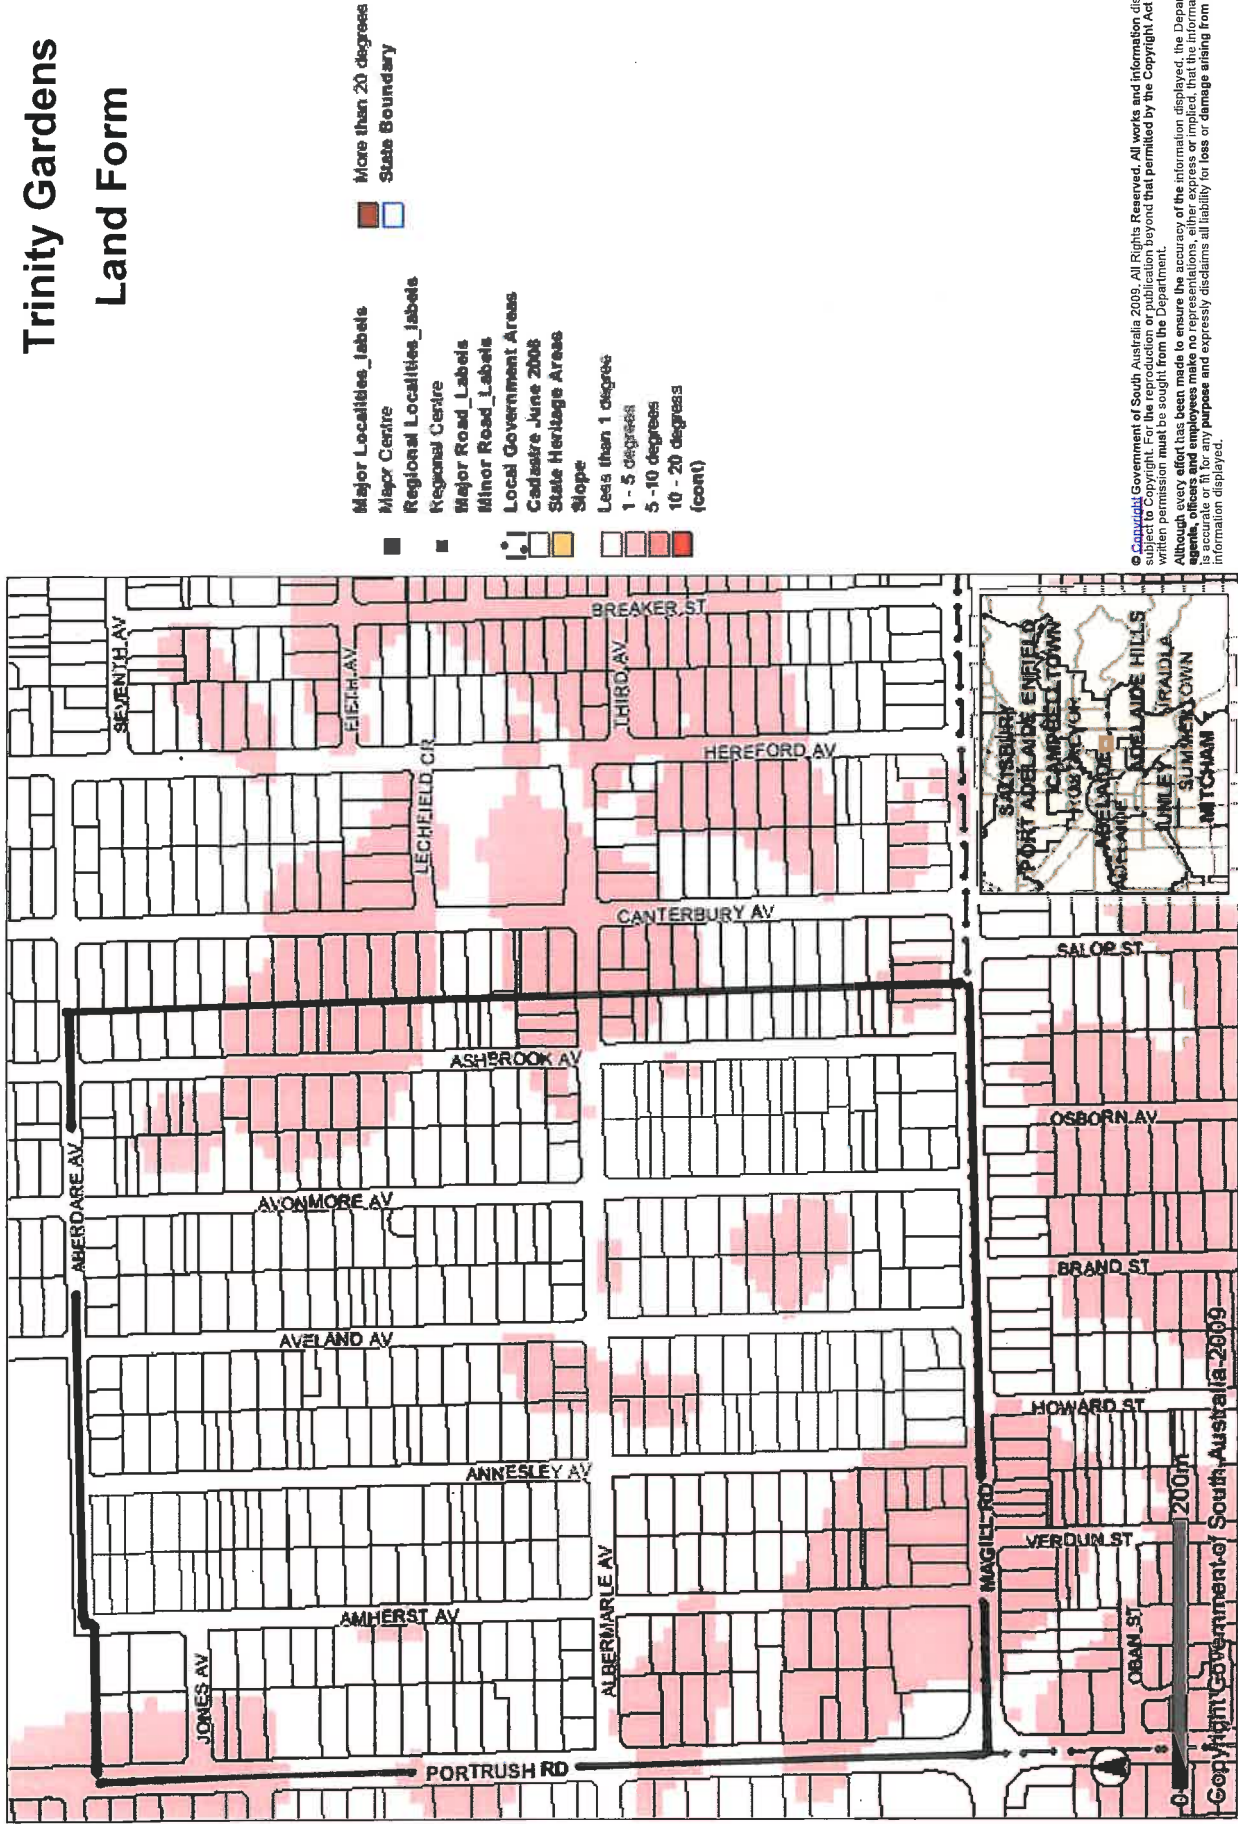 Trinity Gardens
Land Form
Major Localities_labels
Major Centre
Regional Localities_labels
Regional Centre
Major Road_Labels
Minor Road_Labels
Local Government Areas
Cadastre June 2008
State Heritage Areas
Slope
Less than 1 degree
1 - 5 degrees
5 -10 degrees
10 - 20 degress
(cont)
More than 20 degrees
State Boundary
© Copyright Government of South Australia 2009. All Rights Reserved. All works and information
subject to Copyright. For the reproduction or publication beyond that permitted by the Copyright Act
written permission must be sought from the Department.
Although every effort has been made to ensure the accuracy of the information displayed, the
agents, officers and employees make no representations, either express or implied, that the
is accurate or fit for any purpose and expressly disclaims all liability for loss or damage arising from
information displayed.
SEVENTH AV
FIFTH AV
BREAKER ST
THIRD AV
HEREFORD AV
LECHFIELD CR
CANTERBURY AV
ASHBROOK AV
ABERDARE AV
AVONMORE AV
AVELAND AV
ANNESLEY AV
AMHERST AV
JONES AV
ALBERMARLE AV
PORTRUSH RD
MAGILL RD
SALOP ST
OSBORN AV
BRAND ST
HOWARD ST
VERDUN ST
OBAN ST
SALISBURY
PORT ADELAIDE ENFIELD
CAMPBELLTOWN
ADELAIDE
ADELAIDE HILLS
UNLEY
URAIDLA
SUMMERTOWN
MITCHAM
0 200m
Copyright Government of South Australia 2009